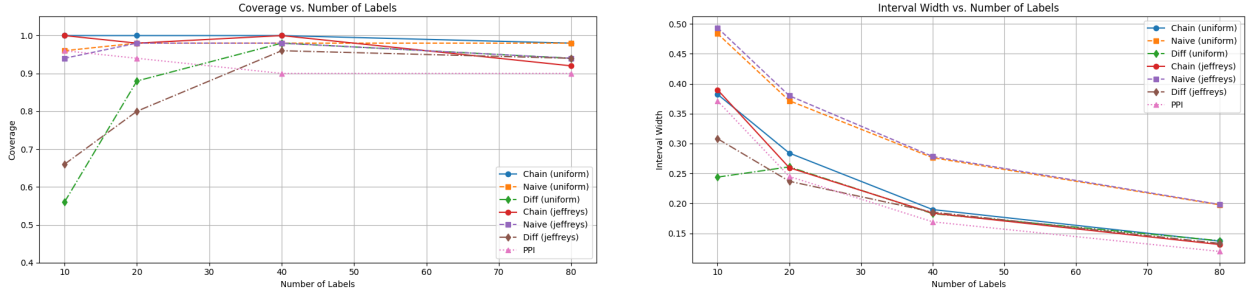 Coverage vs. Number of Labels
1.0
0.9
0.8
0.7
0.6
0.5
0.4
Coverage
10
20
30
40
50
60
70
80
Number of Labels
Chain (uniform)
Naive (uniform)
Diff (uniform)
Chain (jeffreys)
Naive (jeffreys)
Diff (jeffreys)
PPI
Interval Width vs. Number of Labels
0.50
0.45
0.40
0.35
0.30
0.25
0.20
0.15
Interval Width
10
20
30
40
50
60
70
80
Number of Labels
Chain (uniform)
Naive (uniform)
Diff (uniform)
Chain (jeffreys)
Naive (jeffreys)
Diff (jeffreys)
PPI